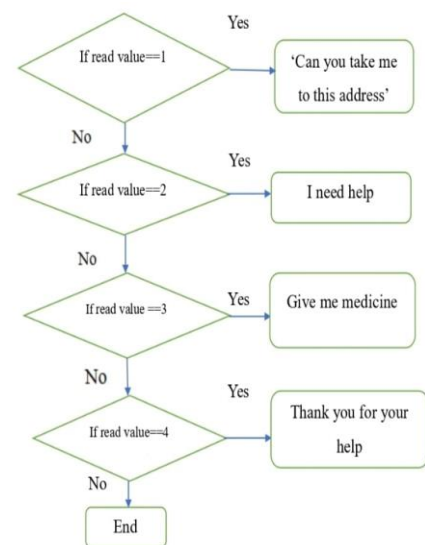 Yes
If read value==1
‘Can you take me
to this address’
No
Yes
If read value==2
I need help
No
Yes
If read value ==3
Give me medicine
No
Yes
If read value==4
Thank you for your
help
No
End